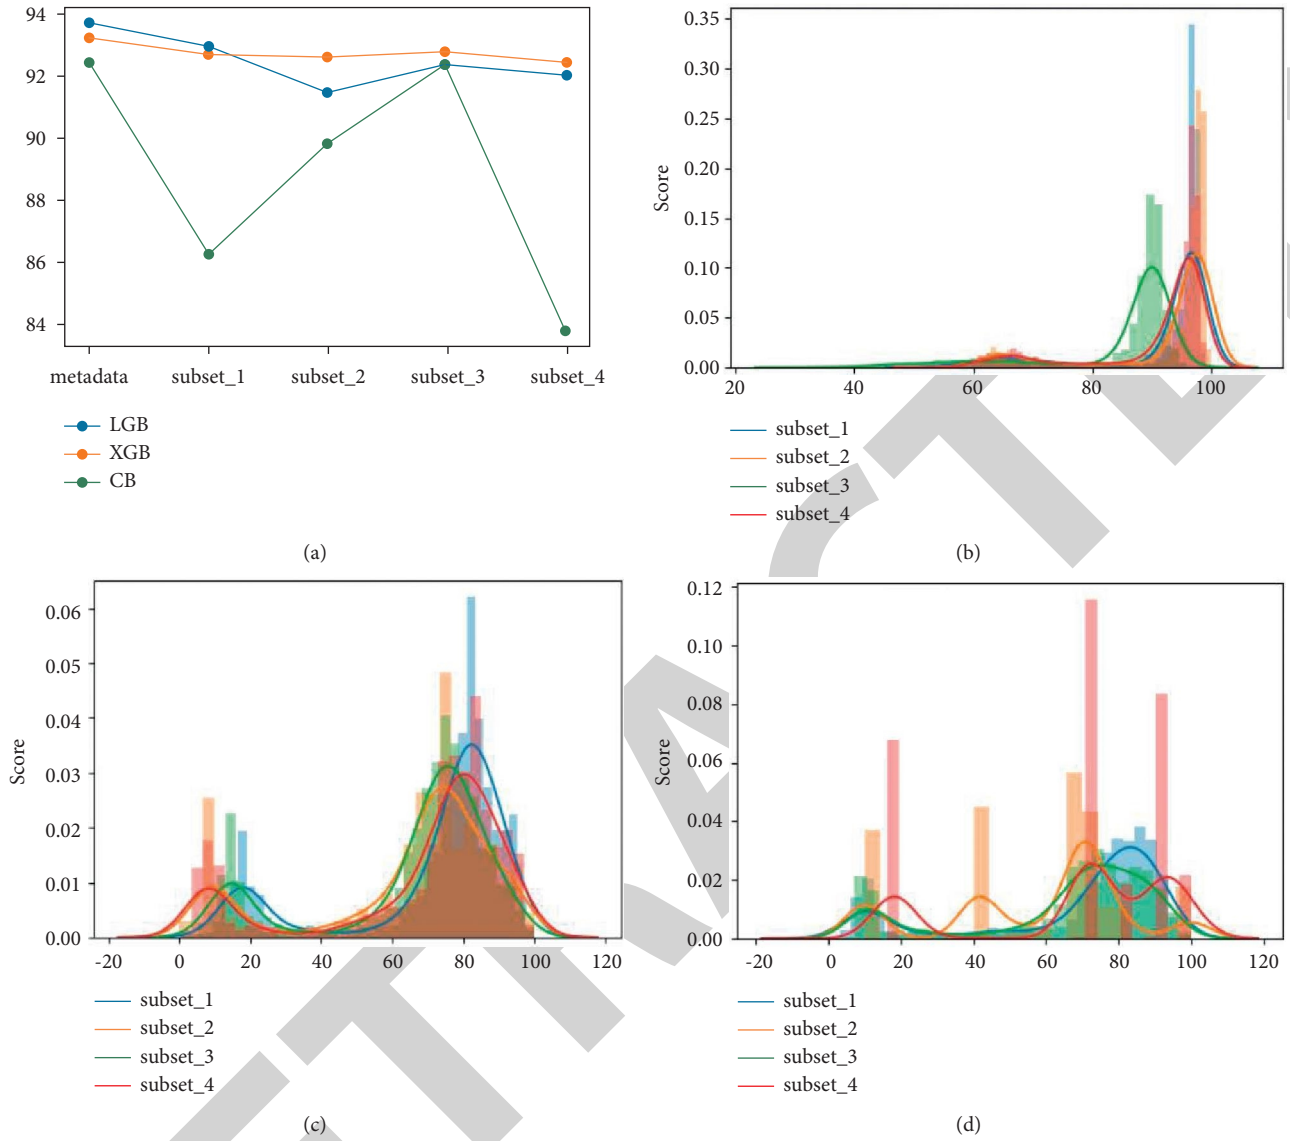 94
92
90
88
86
84
metadata subset_1 subset_2 subset_3 subset_4
LGB
XGB
CB
(a)
0.35
0.30
0.25
0.20
0.15
0.10
0.05
0.00
Score
20 40 60 80 100
subset_1
subset_2
subset_3
subset_4
(b)
0.06
0.05
0.04
0.03
0.02
0.01
0.00
Score
-20 0 20 40 60 80 100 120
subset_1
subset_2
subset_3
subset_4
(c)
0.12
0.10
0.08
0.06
0.04
0.02
0.00
Score
-20 0 20 40 60 80 100 120
subset_1
subset_2
subset_3
subset_4
(d)